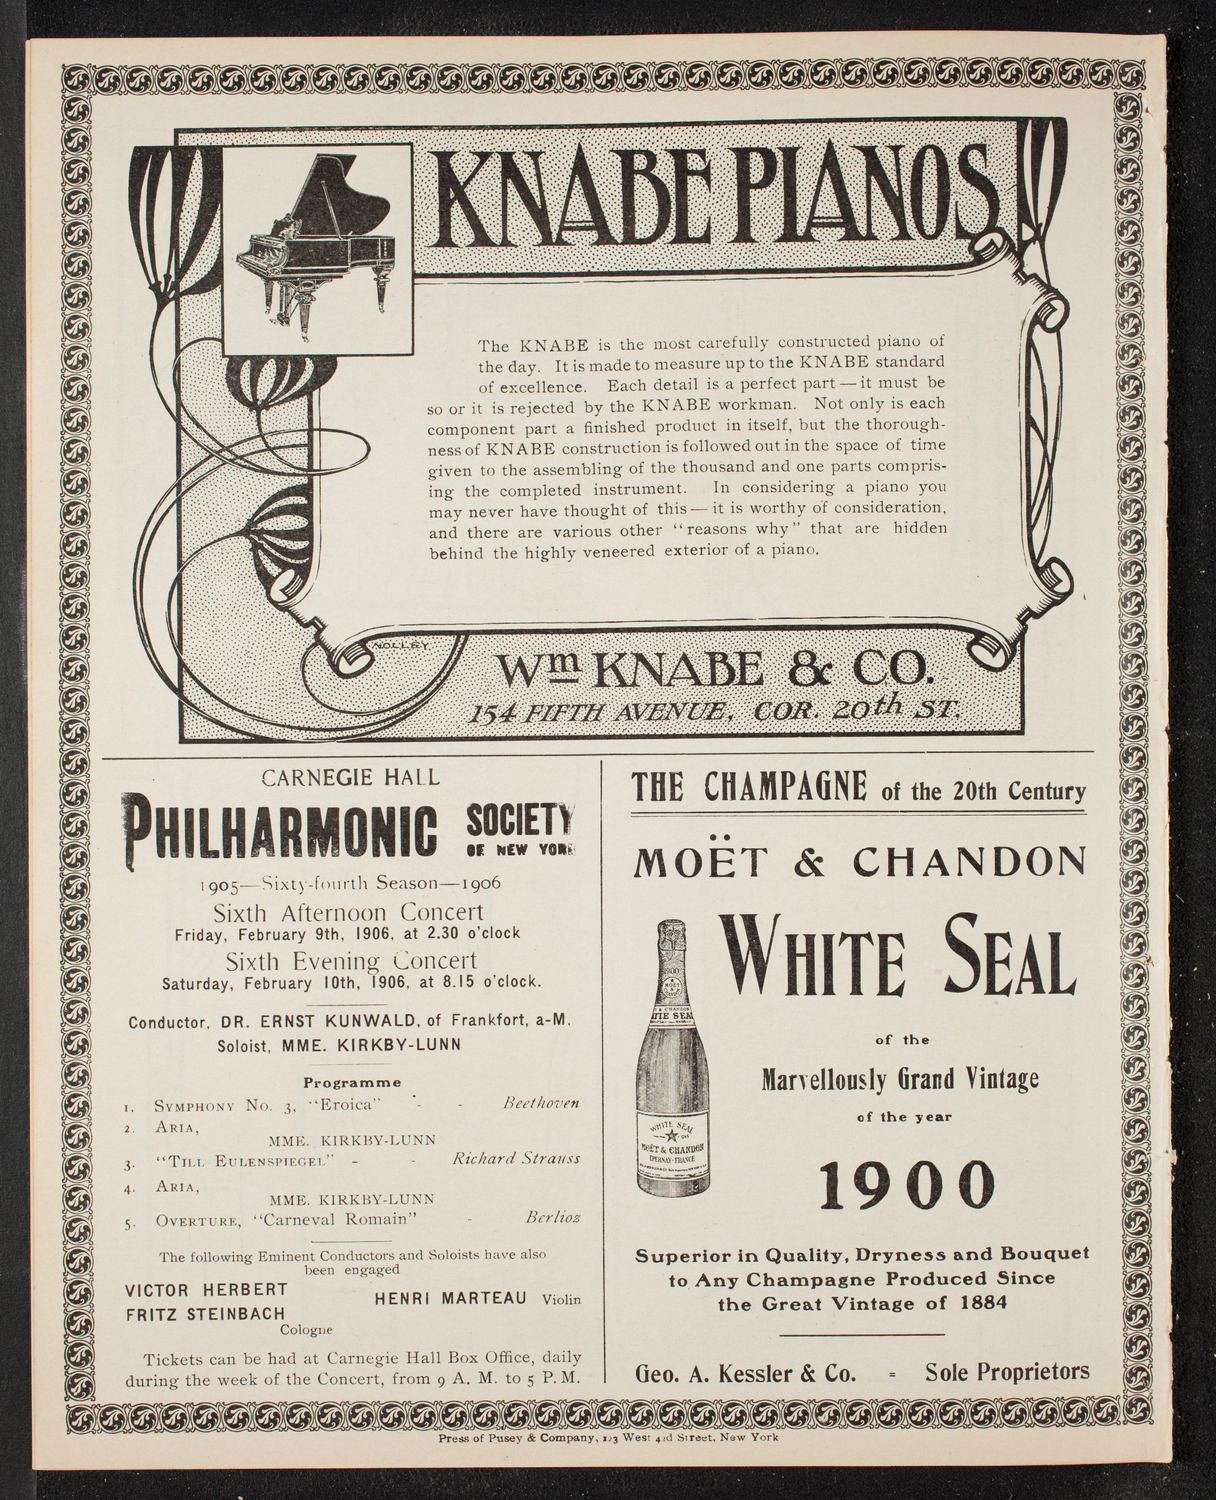 KNABE PIANOS
The KNABE is the most carefully constructed piano of
the day. It is made to measure up to the KNABE standard
of excellence. Each detail is a perfect part — it must be
so or it is rejected by the KNABE workman. Not only is each
component part a finished product in itself, but the thorough-
ness of KNABE construction is followed out in the space of time
given to the assembling of the thousand and one parts compris-
ing the completed instrument. In considering a piano you
may never have thought of this — it is worthy of consideration,
and there are various other "reasons why" that are hidden
behind the highly veneered exterior of a piano.
NOLLEY
Wm KNABE & CO.
154 FIFTH AVENUE, COR. 20th ST.
CARNEGIE HALL
PHILHARMONIC SOCIETY
OF NEW YORK
1905—Sixty-fourth Season—1906
Sixth Afternoon Concert
Friday, February 9th, 1906, at 2.30 o'clock
Sixth Evening Concert
Saturday, February 10th, 1906, at 8.15 o'clock.
Conductor, DR. ERNST KUNWALD, of Frankfort, a-M.
Soloist, MME. KIRKBY-LUNN
Programme
1. SYMPHONY No. 3, "Eroica" - - Beethoven
2. ARIA,
MME. KIRKBY-LUNN
3. "TILL EULENSPIEGEL" - - Richard Strauss
4. ARIA,
MME. KIRKBY-LUNN
5. OVERTURE, "Carneval Romain" - Berlioz
The following Eminent Conductors and Soloists have also
been engaged
VICTOR HERBERT
HENRI MARTEAU Violin
FRITZ STEINBACH
Cologne
Tickets can be had at Carnegie Hall Box Office, daily
during the week of the Concert, from 9 A. M. to 5 P. M.
THE CHAMPAGNE of the 20th Century
MOËT & CHANDON
WHITE SEAL
of the
Marvellously Grand Vintage
of the year
1900
WHITE SEAL
MOËT & CHANDON
EPERNAY-FRANCE
Superior in Quality, Dryness and Bouquet
to Any Champagne Produced Since
the Great Vintage of 1884
Geo. A. Kessler & Co. = Sole Proprietors
Press of Pusey & Company, 123 West 43d Street, New York